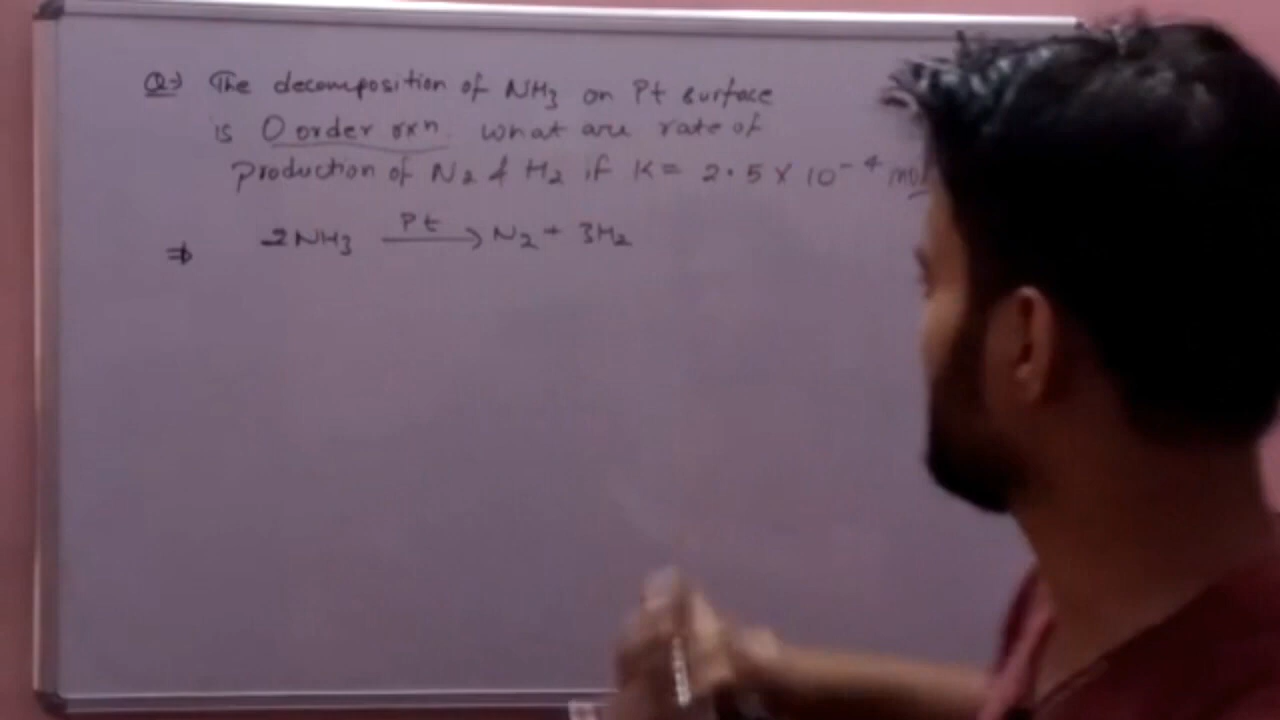 Q→ The decomposition of NH3 on Pt surface
is 0 order rxn. What are rate of
production of N2 & H2 if K = 2.5 X 10-4
⇒ 2NH3 Pt → N2 + 3H2